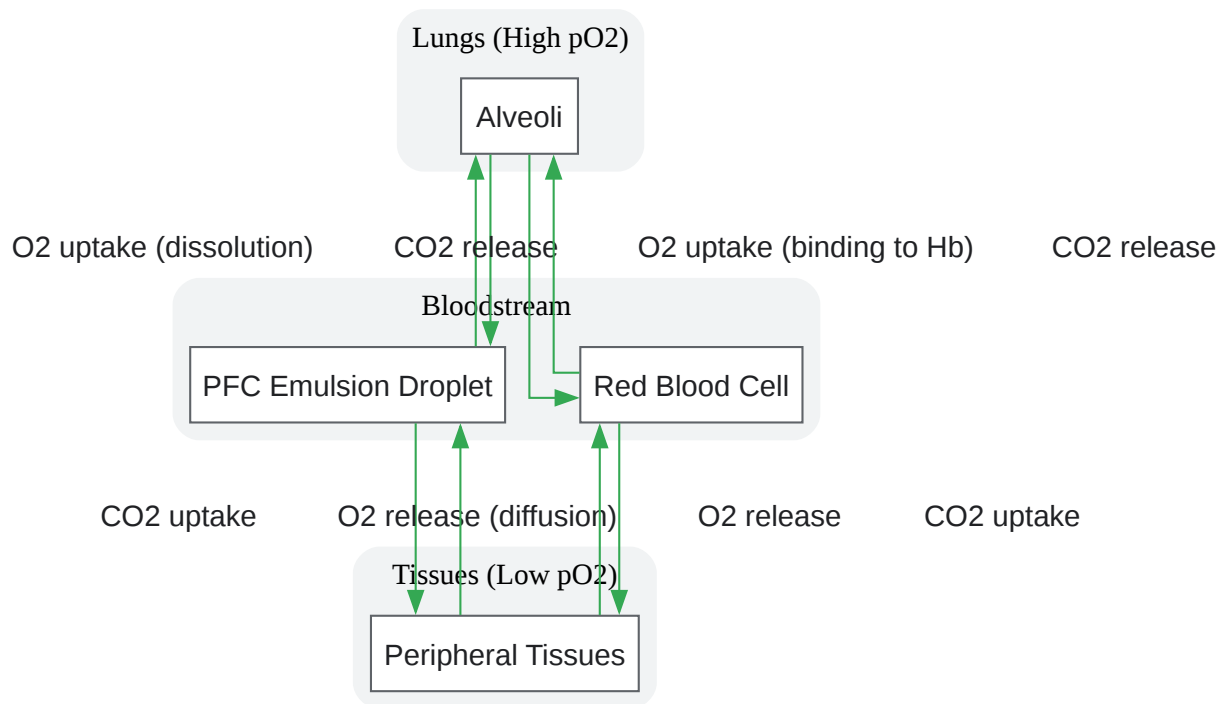 Lungs (High pO2)
Alveoli
O2 uptake (dissolution)
CO2 release
O2 uptake (binding to Hb)
CO2 release
Bloodstream
PFC Emulsion Droplet
Red Blood Cell
CO2 uptake
O2 release (diffusion)
O2 release
CO2 uptake
Tissues (Low pO2)
Peripheral Tissues